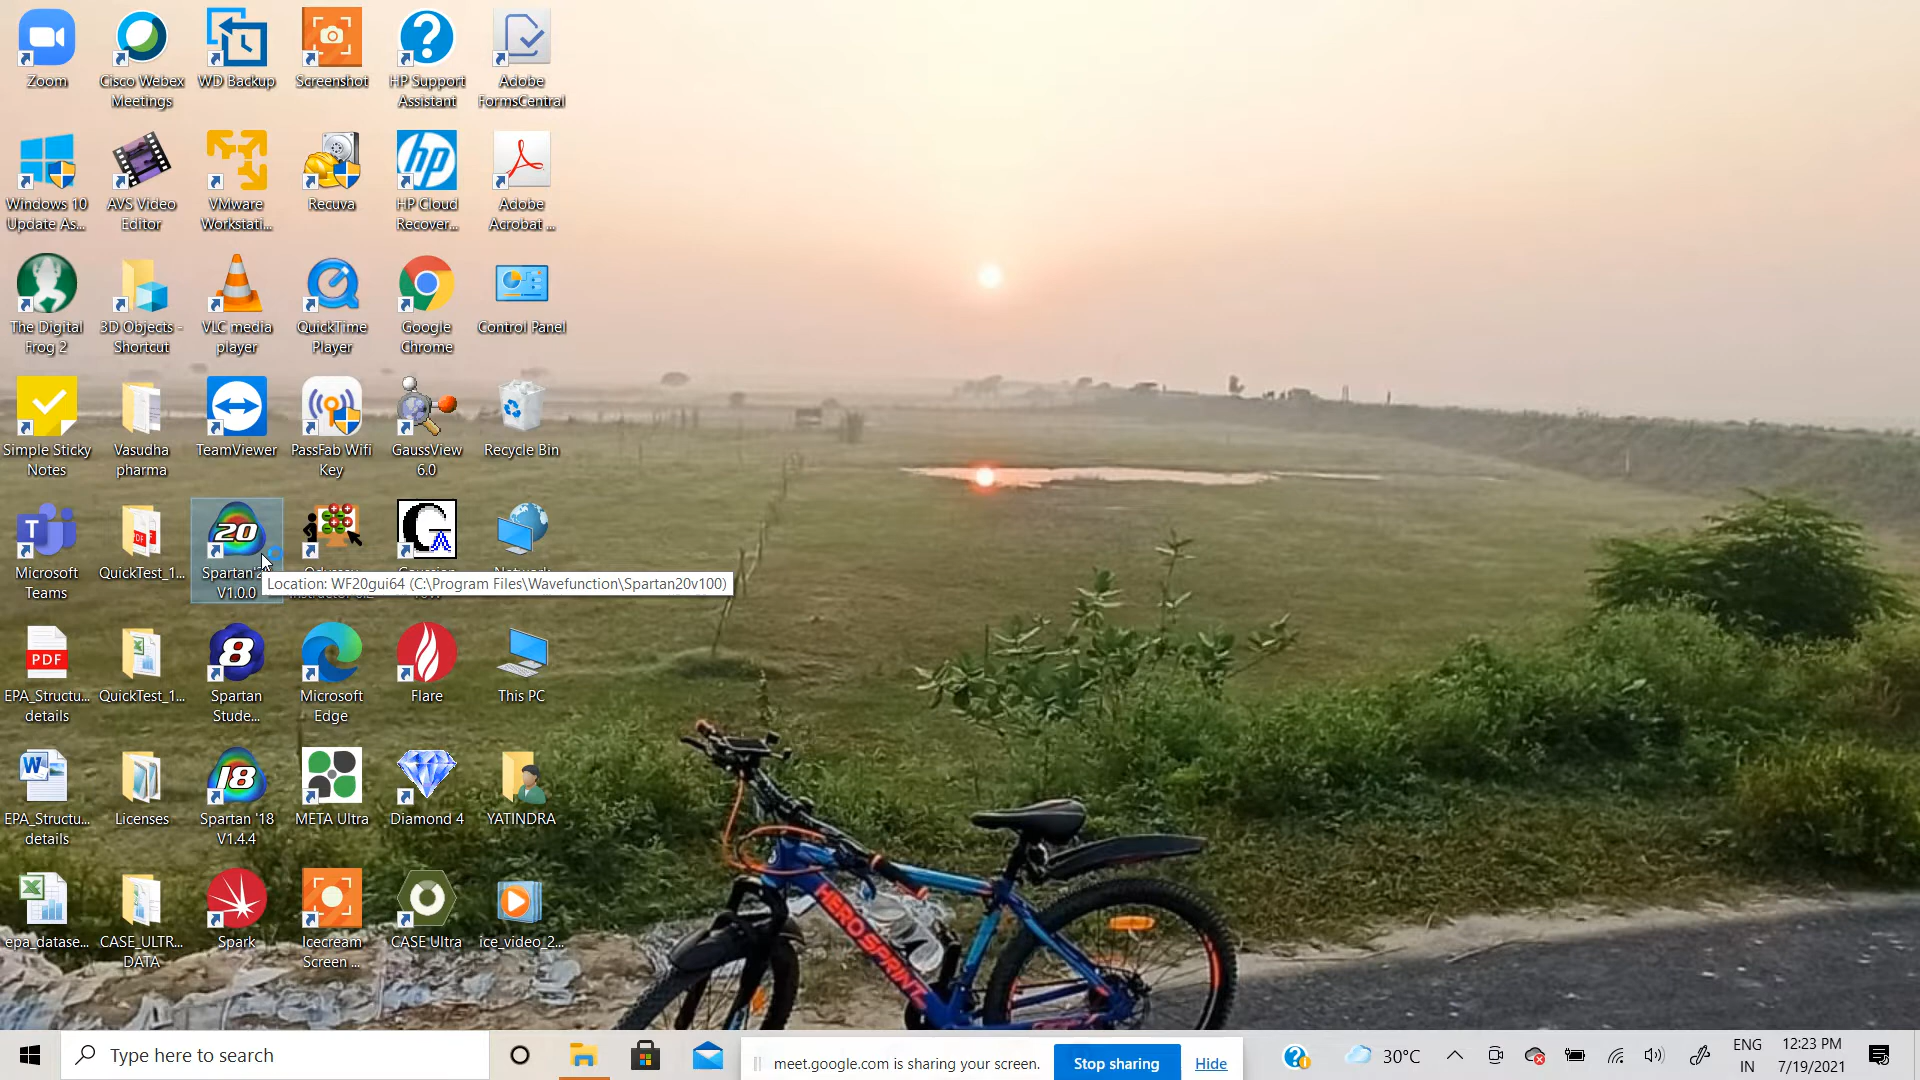 Zoom
Cisco Webex
Meetings
WD Backup
Screenshot
HP Support
Assistant
Adobe
FormsCentral
Windows 10
Update As...
AVS Video
Editor
VMware
Workstati...
Recuva
HP Cloud
Recover...
Adobe
Acrobat ...
The Digital
Frog 2
3D Objects -
Shortcut
VLC media
player
QuickTime
Player
Google
Chrome
Control Panel
Simple Sticky
Notes
Vasudha
pharma
TeamViewer
PassFab Wifi
Key
GaussView
6.0
Recycle Bin
Microsoft
Teams
QuickTest_1...
20
V1.0.0
Location: WF20gui64 (C:\Program Files\Wavefunction\Spartan20v100)
PDF
EPA_Structu...
details
QuickTest_1...
8
Spartan
Stude...
Microsoft
Edge
Flare
This PC
EPA_Structu...
details
Licenses
18
Spartan '18
V1.4.4
META Ultra
Diamond 4
YATINDRA
epa_datase...
CASE_ULTR...
DATA
Spark
Icecream
Screen ...
CASE Ultra
ice_video_2...
HERO SPRINT
Type here to search
meet.google.com is sharing your screen.
Stop sharing
Hide
30°C
ENG
IN
12:23 PM
7/19/2021